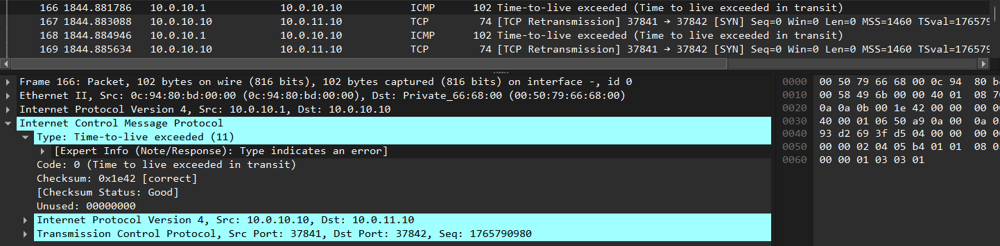 166 1844.881786 10.0.10.1 10.0.10.10 ICMP 102 Time-to-live exceeded (Time to live exceeded in transit)
167 1844.883088 10.0.10.10 10.0.11.10 TCP 74 [TCP Retransmission] 37841 → 37842 [SYN] Seq=0 Win=0 Len=0 MSS=1460 TSval=176579
168 1844.884946 10.0.10.1 10.0.10.10 ICMP 102 Time-to-live exceeded (Time to live exceeded in transit)
169 1844.885634 10.0.10.10 10.0.11.10 TCP 74 [TCP Retransmission] 37841 → 37842 [SYN] Seq=0 Win=0 Len=0 MSS=1460 TSval=176579
Frame 166: Packet, 102 bytes on wire (816 bits), 102 bytes captured (816 bits) on interface -, id 0
Ethernet II, Src: 0c:94:80:bd:00:00 (0c:94:80:bd:00:00), Dst: Private_66:68:00 (00:50:79:66:68:00)
Internet Protocol Version 4, Src: 10.0.10.1, Dst: 10.0.10.10
Internet Control Message Protocol
Type: Time-to-live exceeded (11)
[Expert Info (Note/Response): Type indicates an error]
Code: 0 (Time to live exceeded in transit)
Checksum: 0x1e42 [correct]
[Checksum Status: Good]
Unused: 00000000
Internet Protocol Version 4, Src: 10.0.10.10, Dst: 10.0.11.10
Transmission Control Protocol, Src Port: 37841, Dst Port: 37842, Seq: 1765790980
0000 00 50 79 66 68 00 0c 94 80 b
0010 00 58 49 6b 00 00 40 01 08 7
0020 0a 0a 0b 00 1e 42 00 00 00 0
0030 40 00 01 06 50 a9 0a 00 0a 0
0040 93 d2 69 3f d5 04 00 00 00 0
0050 00 00 02 04 05 b4 01 01 08 0
0060 00 00 01 03 03 01